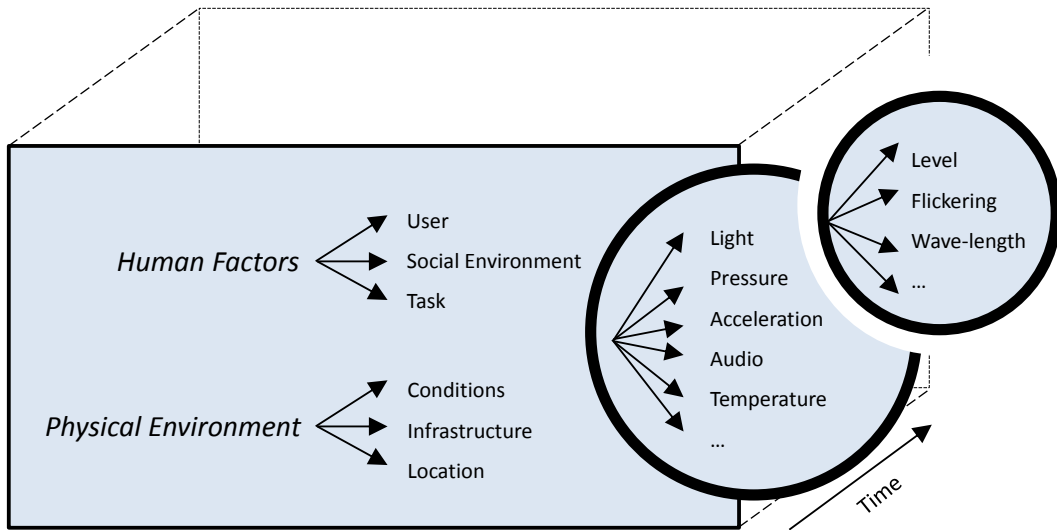 Human Factors
User
Social Environment
Task
Physical Environment
Conditions
Infrastructure
Location
Light
Pressure
Acceleration
Audio
Temperature
...
Level
Flickering
Wave-length
...
Time